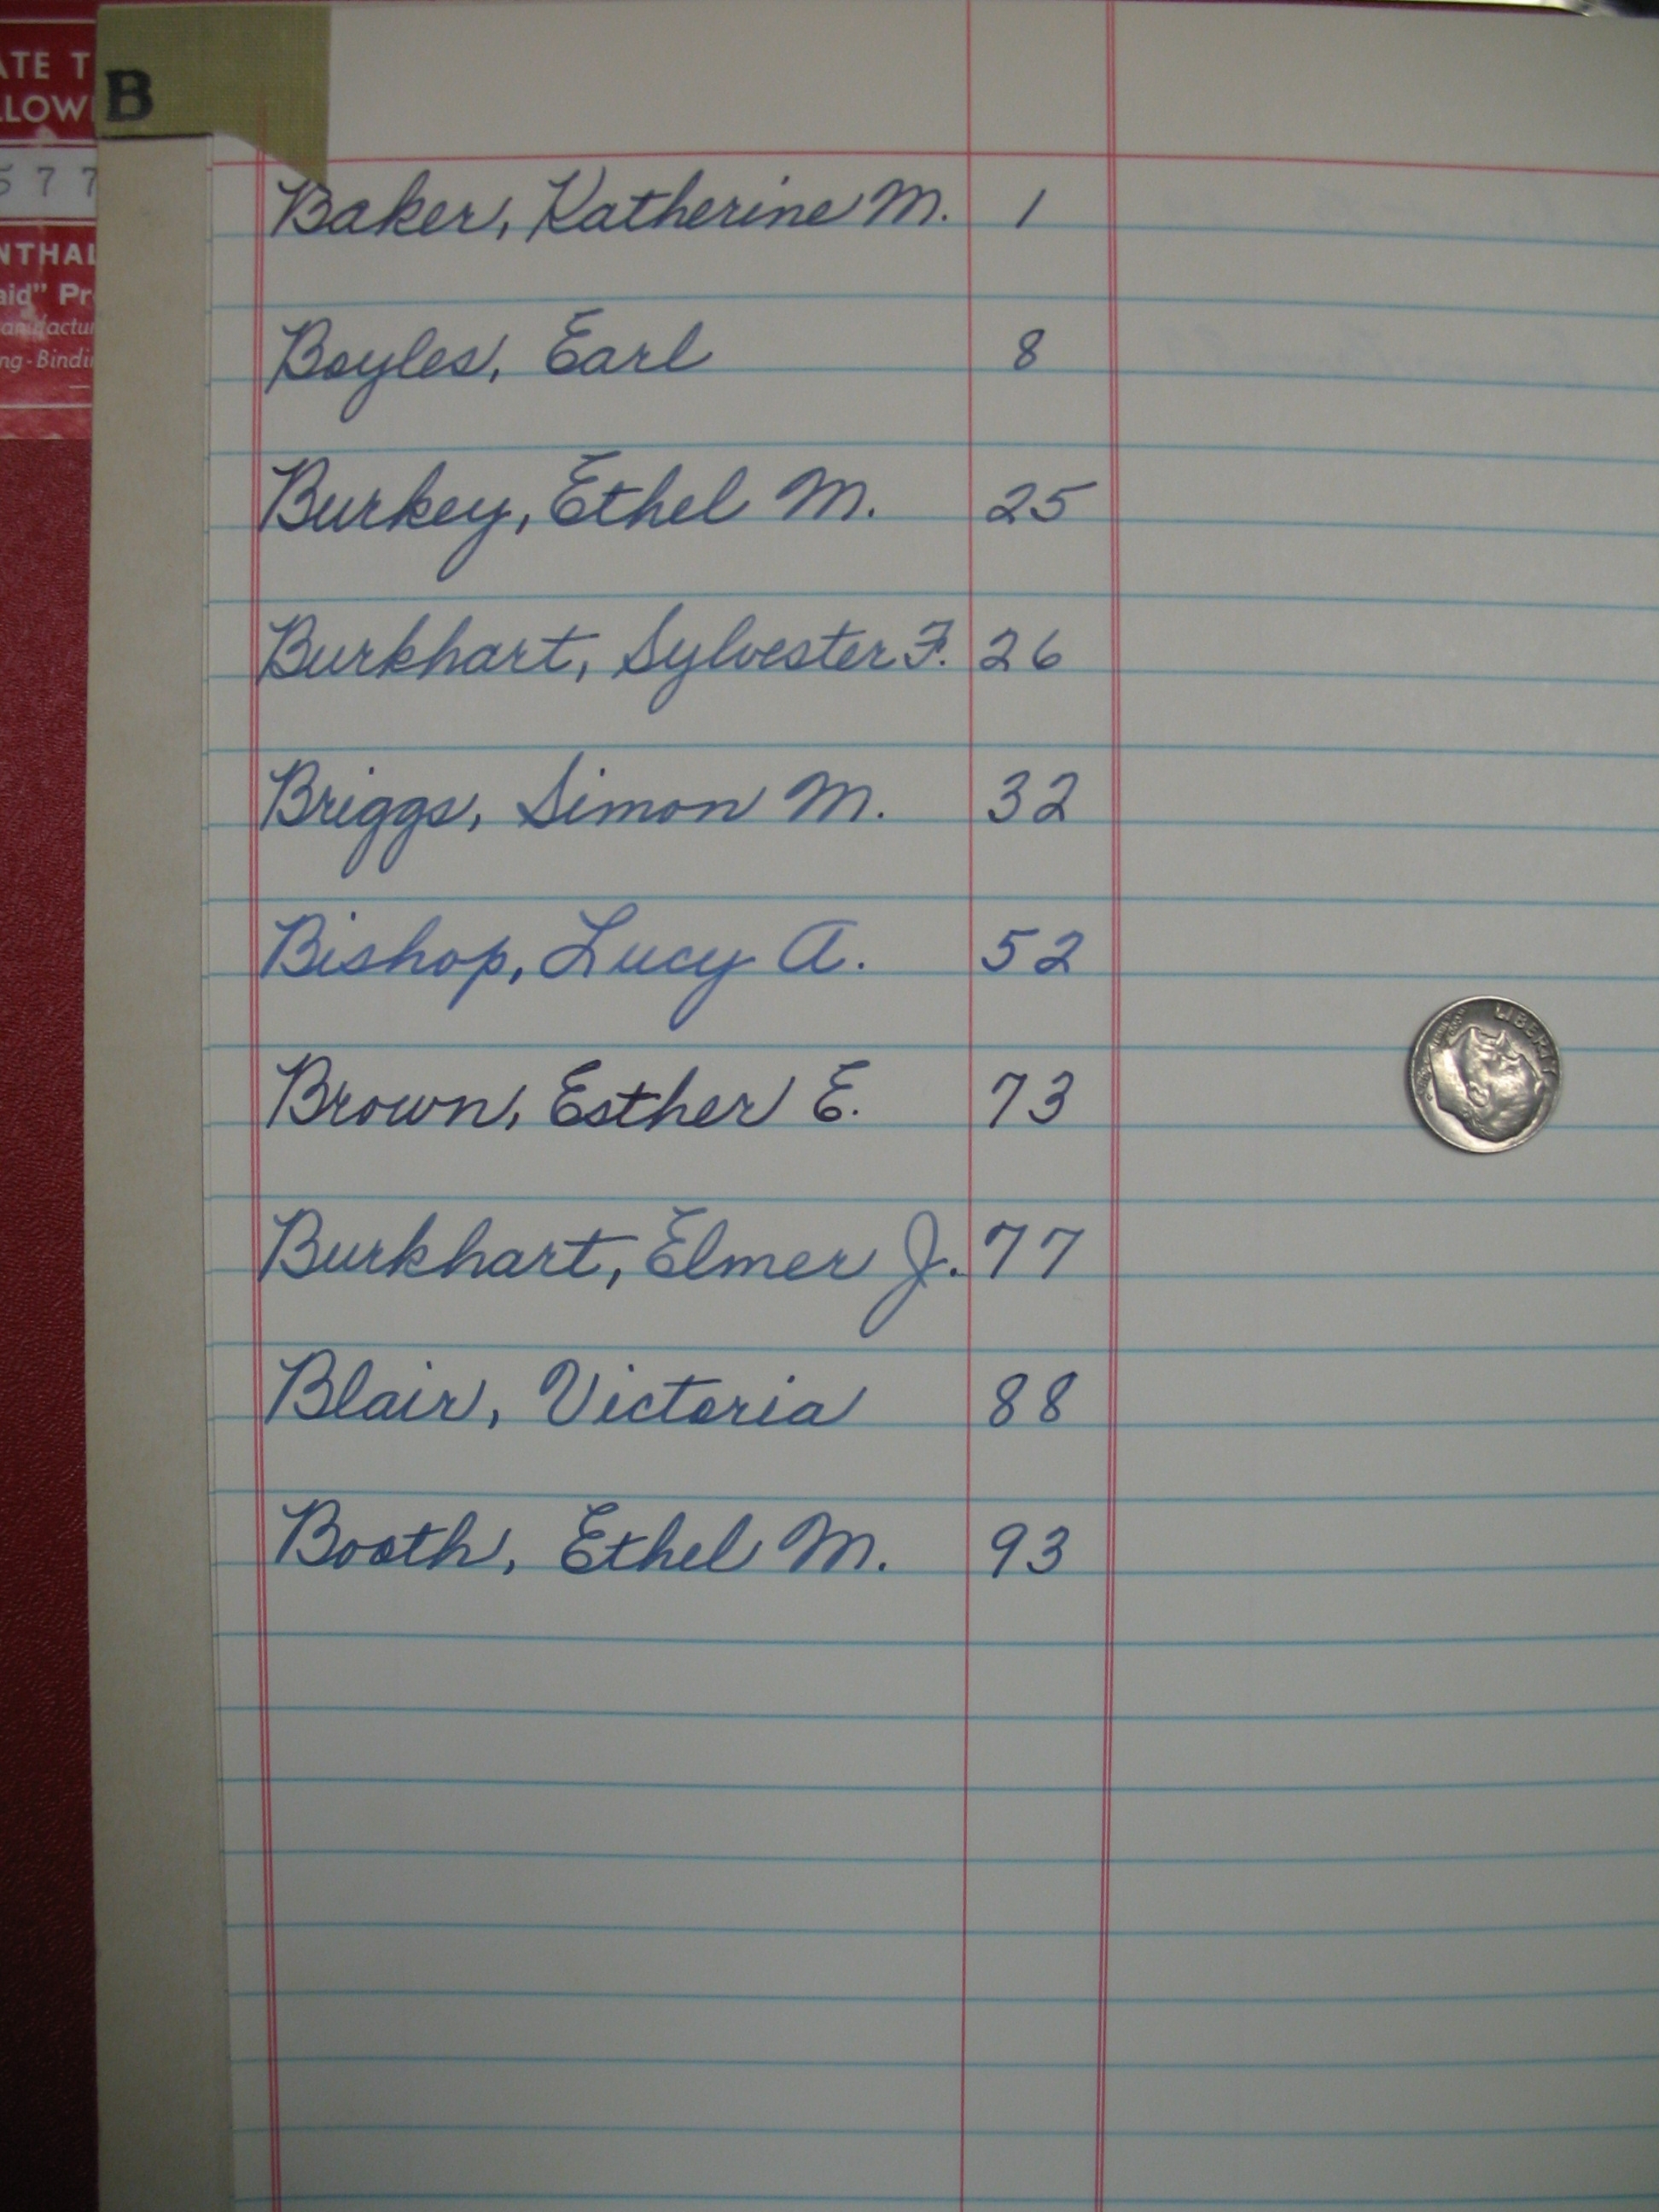 ATE T
LLOW
577
NTHAL
aid" Pr
anufactur
ng-Bindi
B
Baker, Katherine M. 1
Boyles, Earl 8
Burkey, Ethel M. 25
Burkhart, Sylvester F. 26
Briggs, Simon M. 32
Bishop, Lucy A. 52
Brown, Esther E. 73
Burkhart, Elmer J. 77
Blair, Victoria 88
Booth, Ethel M. 93
LIBERTY